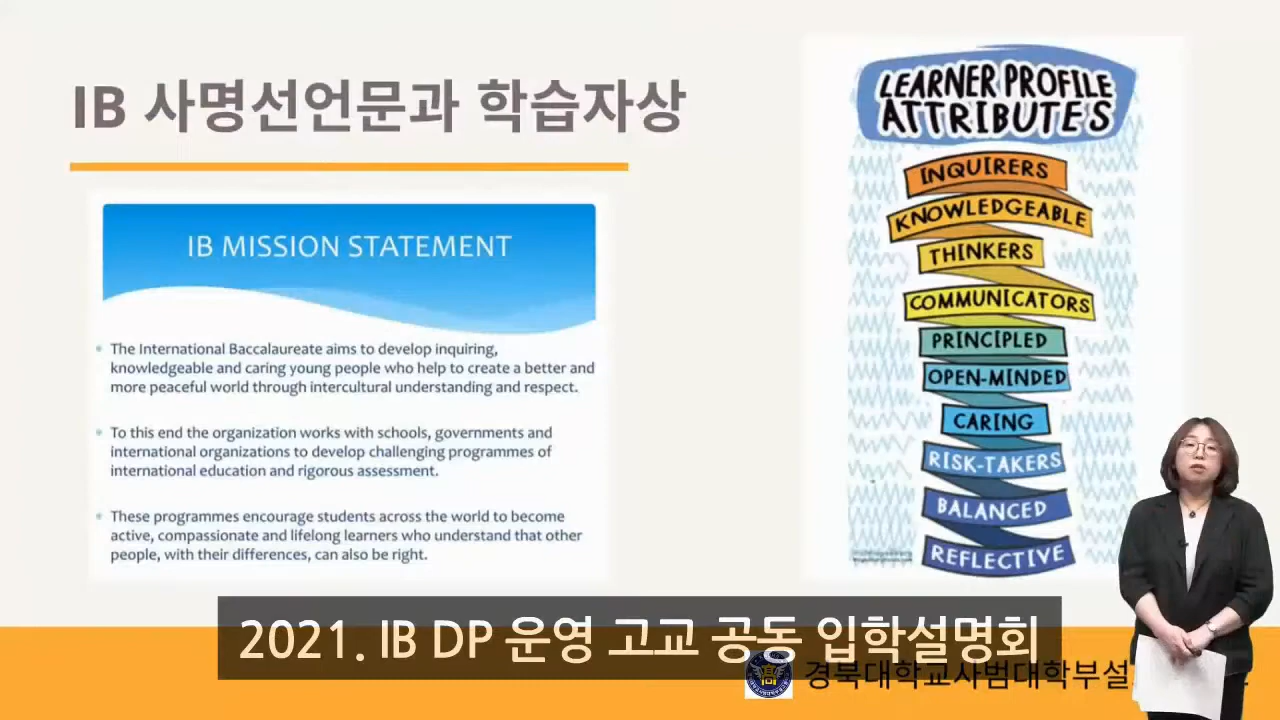 IB 사명선언문과 학습자상
IB MISSION STATEMENT
The International Baccalaureate aims to develop inquiring,
knowledgeable and caring young people who help to create a better and
more peaceful world through intercultural understanding and respect.
To this end the organization works with schools, governments and
international organizations to develop challenging programmes of
international education and rigorous assessment.
These programmes encourage students across the world to become
active, compassionate and lifelong learners who understand that other
people, with their differences, can also be right.
LEARNER PROFILE
ATTRIBUTES
INQUIRERS
KNOWLEDGEABLE
THINKERS
COMMUNICATORS
PRINCIPLED
OPEN-MINDED
CARING
RISK-TAKERS
BALANCED
REFLECTIVE
2021. IB DP 운영 고교 공동 입학설명회
高 경북대학교사범대학부설